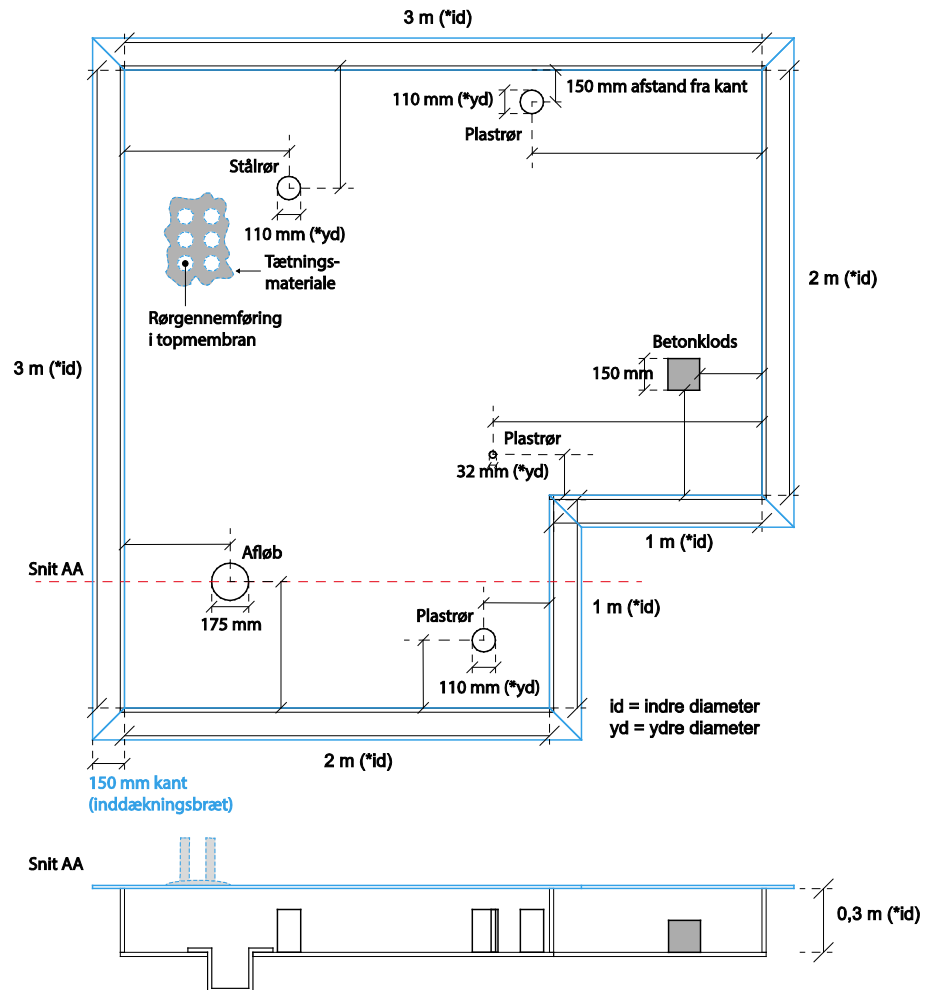 3 m (*id)
150 mm afstand fra kant
110 mm (*yd)
Plastrør
Stålrør
110 mm (*yd)
Tætnings-
materiale
Rørgennemføring
i topmembran
2 m (*id)
3 m (*id)
Betonklods
150 mm
Plastrør
32 mm (*yd)
1 m (*id)
Snit AA
Afløb
175 mm
1 m (*id)
Plastrør
110 mm (*yd)
id = indre diameter
yd = ydre diameter
2 m (*id)
150 mm kant
(inddækningsbræt)
Snit AA
0,3 m (*id)